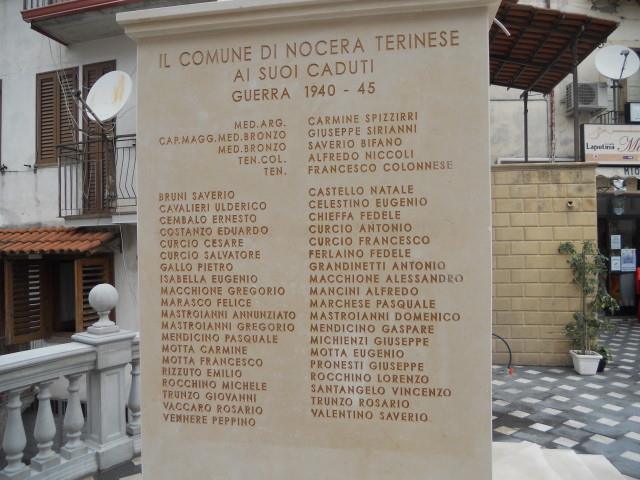 IL COMUNE DI NOCERA TERINESE
AI SUOI CADUTI
GUERRA 1940 - 45
MED.ARG. CARMINE SPIZZIRRI
CAP.MAGG.MED.BRONZO GIUSEPPE SIRIANNI
MED.BRONZO SAVERIO BIFANO
TEN.COL. ALFREDO NICCOLI
TEN. FRANCESCO COLONNESE
BRUNI SAVERIO
CAVALIERI ULDERICO
CEMBALO ERNESTO
COSTANZO EDUARDO
CURCIO CESARE
CURCIO SALVATORE
GALLO PIETRO
ISABELLA EUGENIO
MACCHIONE GREGORIO
MARASCO FELICE
MASTROIANNI ANNUNZIATO
MASTROIANNI GREGORIO
MENDICINO PASQUALE
MOTTA CARMINE
MOTTA FRANCESCO
RIZZUTO EMILIO
ROCCHINO MICHELE
TRUNZO GIOVANNI
VACCARO ROSARIO
VENNERE PEPPINO
CASTELLO NATALE
CELESTINO EUGENIO
CHIEFFA FEDELE
CURCIO ANTONIO
CURCIO FRANCESCO
FERLAINO FEDELE
GRANDINETTI ANTONIO
MACCHIONE ALESSANDRO
MANCINI ALFREDO
MARCHESE PASQUALE
MASTROIANNI DOMENICO
MENDICINO GASPARE
MICHIENZI GIUSEPPE
MOTTA EUGENIO
PRONESTI GIUSEPPE
ROCCHINO LORENZO
SANTANGELO VINCENZO
TRUNZO ROSARIO
VALENTINO SAVERIO
Laputina